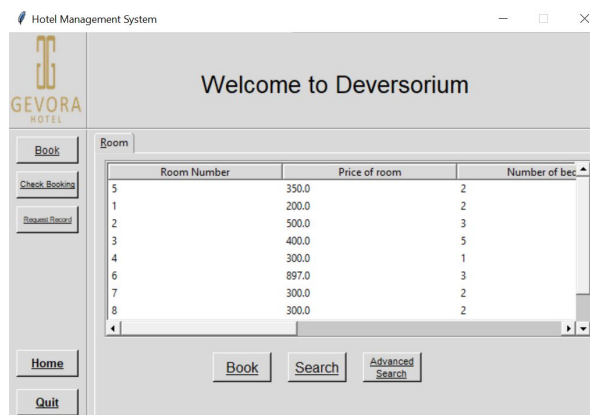 Hotel Management System
GEVORA
HOTEL
Welcome to Deversorium
Book
Check Booking
Request Record
Home
Quit
Room
Room Number Price of room Number of bec
5 350.0 2
1 200.0 2
2 500.0 3
3 400.0 5
4 300.0 1
6 897.0 3
7 300.0 2
8 300.0 2
Book Search Advanced
Search